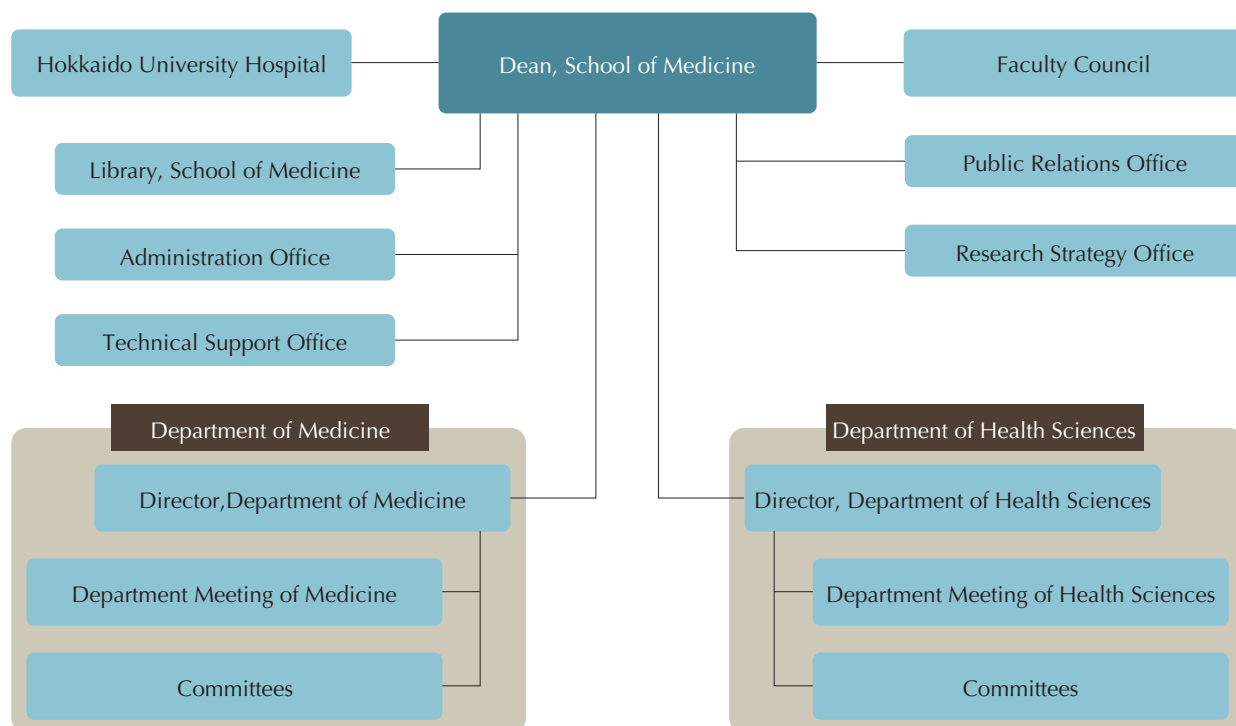 Hokkaido University Hospital
Dean, School of Medicine
Faculty Council
Library, School of Medicine
Public Relations Office
Administration Office
Research Strategy Office
Technical Support Office
Department of Medicine
Director,Department of Medicine
Department Meeting of Medicine
Committees
Department of Health Sciences
Director, Department of Health Sciences
Department Meeting of Health Sciences
Committees